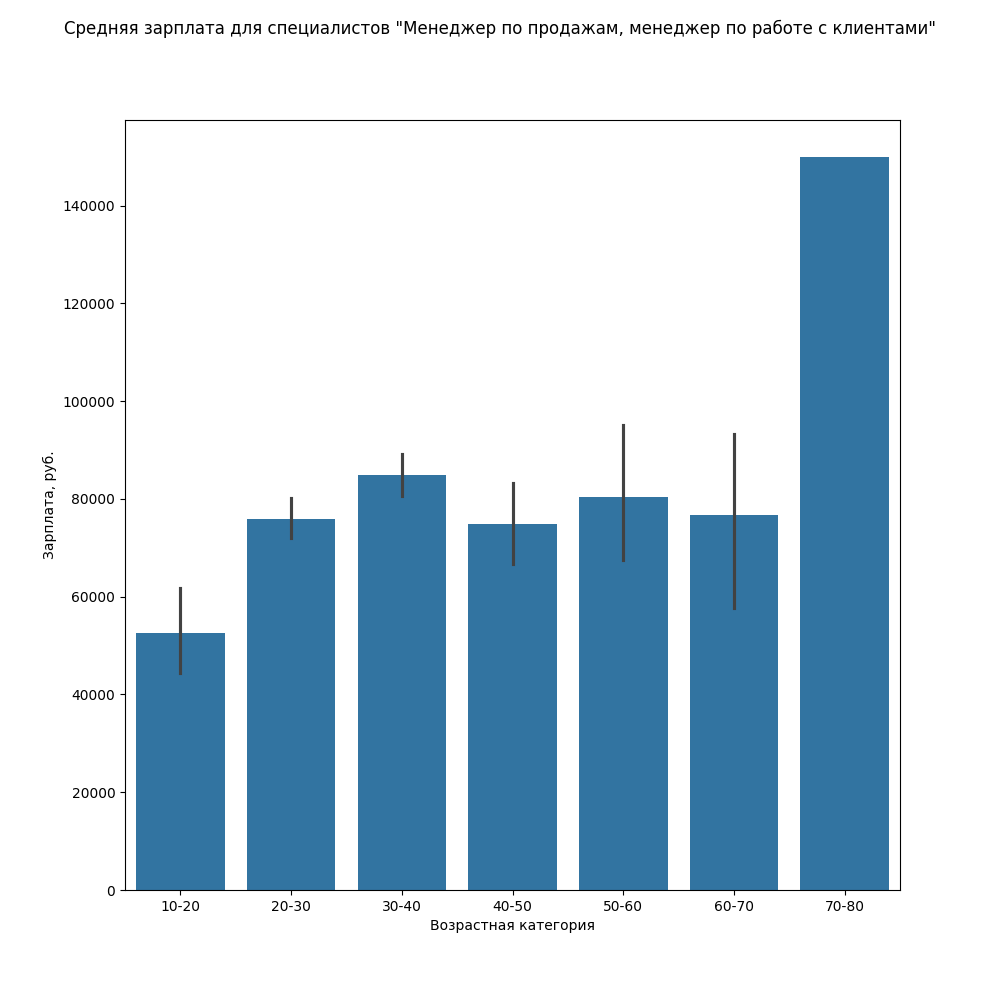 Средняя зарплата для специалистов "Менеджер по продажам, менеджер по работе с клиентами"
140000
120000
100000
80000
60000
40000
20000
0
Зарплата, руб.
10-20 20-30 30-40 40-50 50-60 60-70 70-80
Возрастная категория